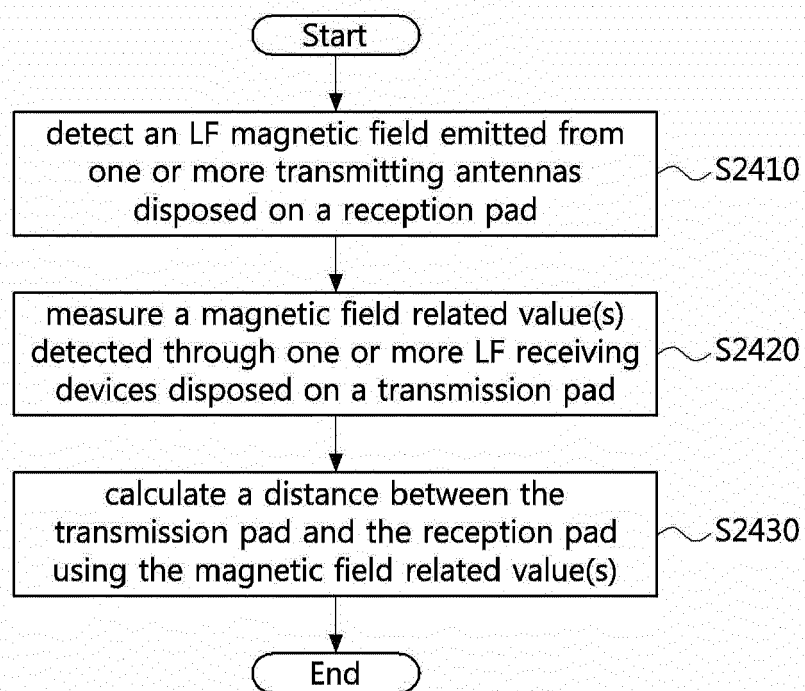 Start
detect an LF magnetic field emitted from
one or more transmitting antennas
disposed on a reception pad
S2410
measure a magnetic field related value(s)
detected through one or more LF receiving
devices disposed on a transmission pad
S2420
calculate a distance between the
transmission pad and the reception pad
using the magnetic field related value(s)
S2430
End